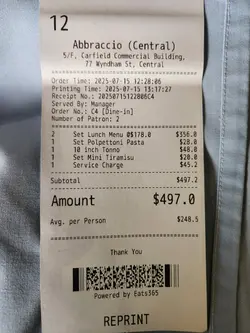 12
Abbraccio (Central)
5/F, Carfield Commercial Building,
77 Wyndham St, Central
Order Time: 2025-07-15 12:28:06
Printing Time: 2025-07-15 13:17:27
Receipt No.: 20250715122806C4
Served By: Manager
Order No.: C4 [Dine-in]
Number of Patron: 2
2 Set Lunch Menu @$178.0 $356.0
1 Set Polpettoni Pasta $28.0
1 10 inch Tonno $48.0
1 Set Mini Tiramisu $20.0
1 Service Charge $45.2
Subtotal $497.2
Amount $497.0
Avg. per Person $248.5
Thank You
Powered by Eats365
REPRINT